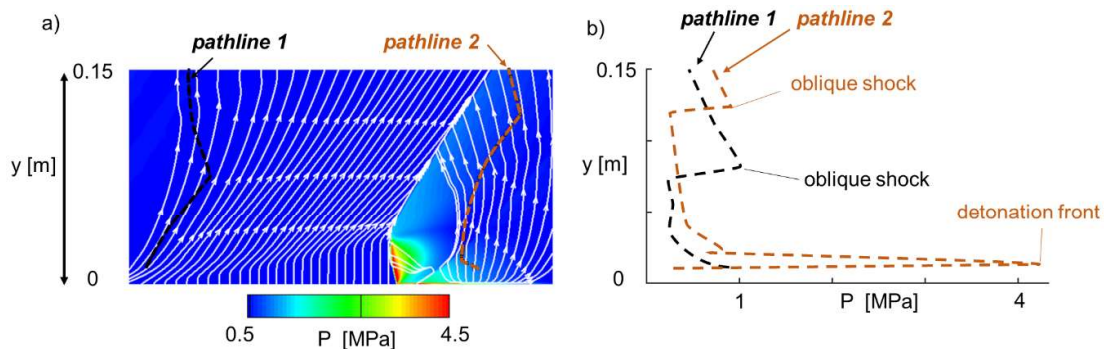 a)
pathline 1
pathline 2
0.15
y [m]
0
0.5
P [MPa]
4.5
b)
pathline 1
pathline 2
0.15
oblique shock
y [m]
oblique shock
detonation front
0
1
P [MPa]
4